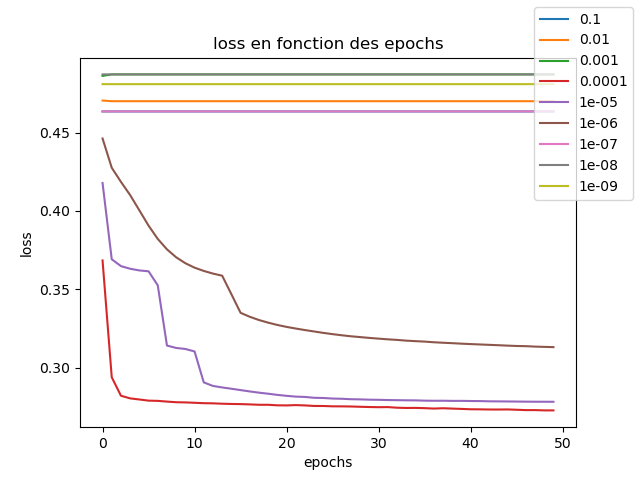 loss en fonction des epochs
0.1
0.01
0.001
0.0001
1e-05
1e-06
1e-07
1e-08
1e-09
loss
0.45
0.40
0.35
0.30
0 10 20 30 40 50
epochs